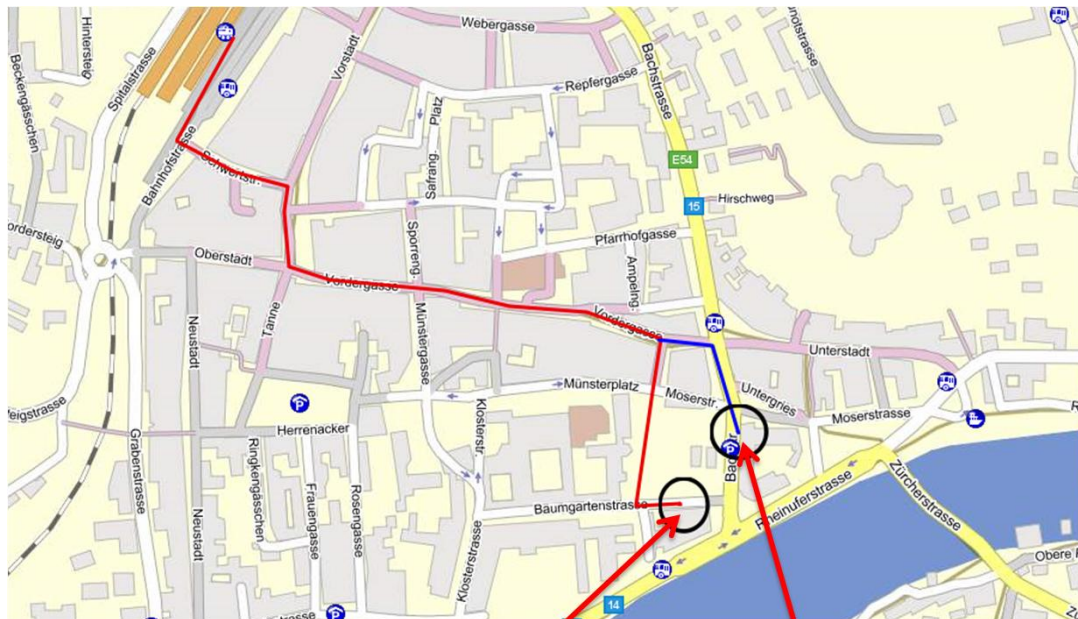 Webergasse
Hintersteig
Beckengässchen
Spitalstrasse
Vorstadt
Bachstrasse
Repfergasse
Platz
Safrang.
Bahnhofstrasse
Schwertstr.
E54
15
Hirschweg
Pfarrhofgasse
Ampelng.
Sporreng.
Oberstadt
Vordergasse
Vordergasse
Tanne
Neustadt
Münstergasse
Unterstadt
Münsterplatz
Moserstr.
Untergries
Moserstrasse
Klosterstr.
Herrenacker
Grabenstrasse
Ringkengässchen
Frauengasse
Rosengasse
Neustadt
Baumgartenstrasse
Rheinuferstrasse
Zürcherstrasse
Klosterstrasse
Obere
14